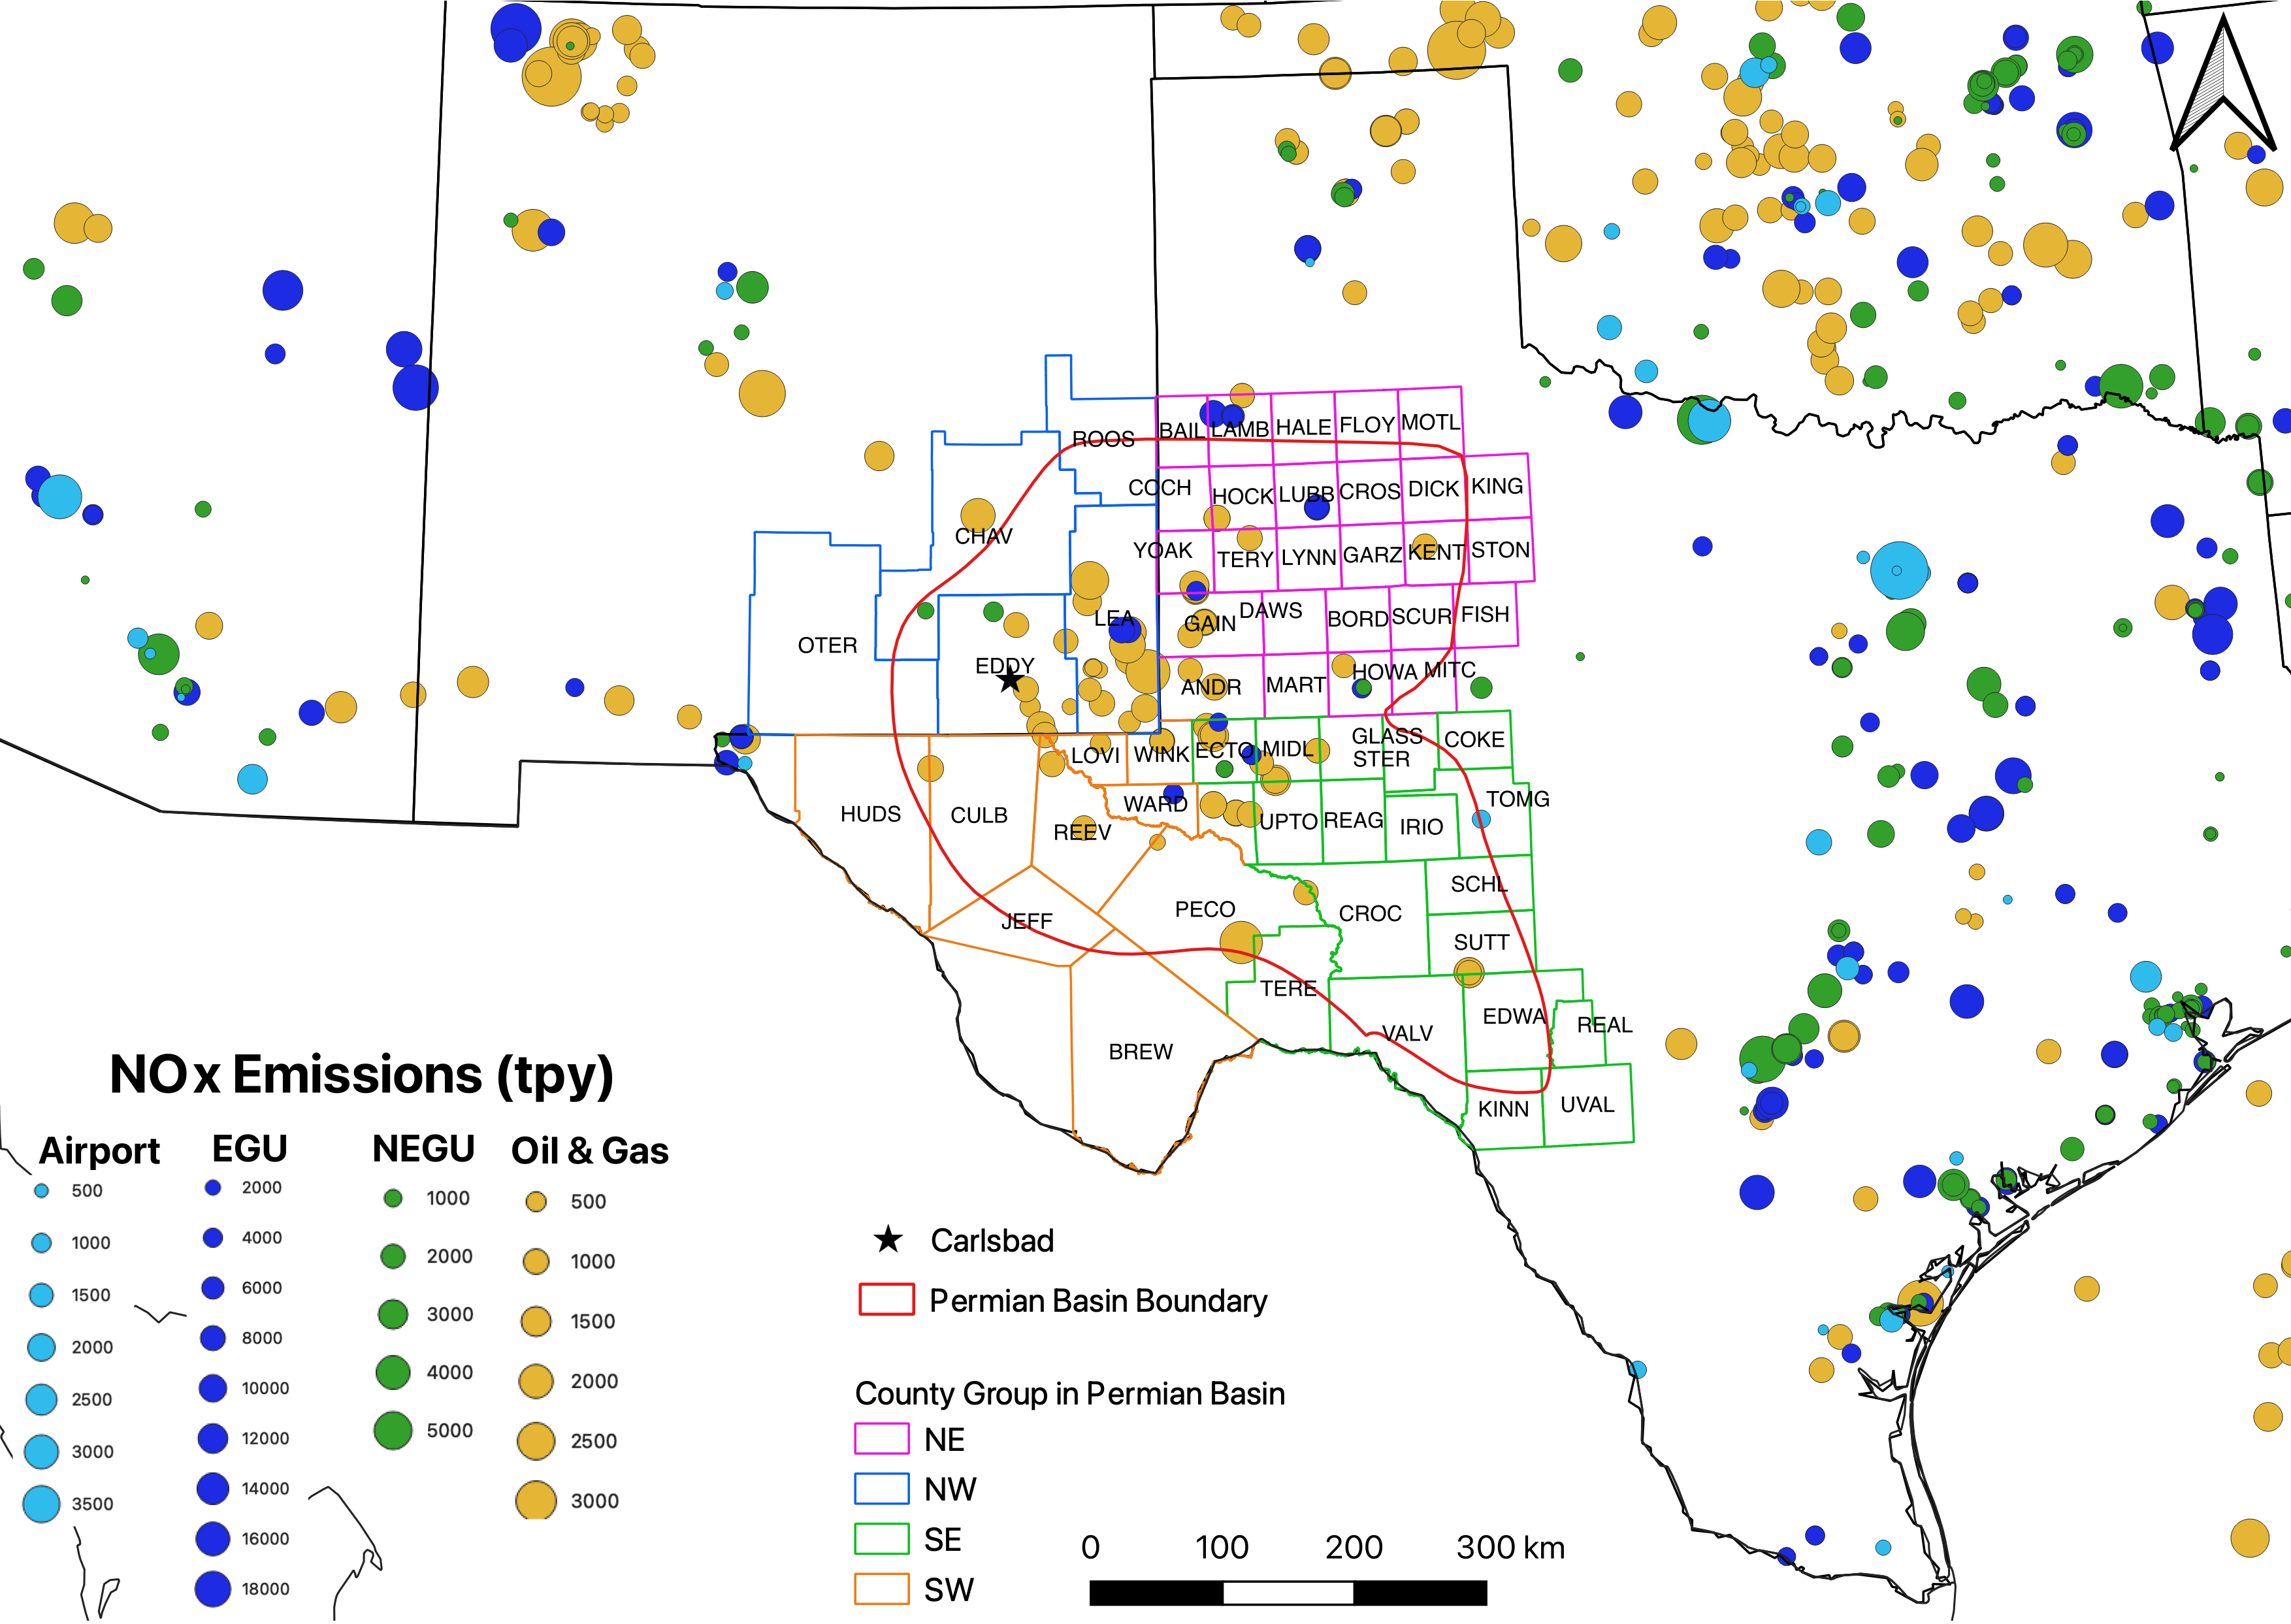 ROOS
BAIL LAMB HALE FLOY MOTL
COCH HOCK LUBB CROS DICK KING
CHAV
YOAK TERY LYNN GARZ KENT STON
LEA GAIN DAWS BORD SCUR FISH
OTER
EDDY ANDR MART HOWA MITC
LOVI WINK ECTO MIDL GLASS COKE
STER
HUDS CULB REEV WARD UPTO REAG IRIO TOMG
JEFF PECO CROC SCHL
SUTT
TERE
BREW VALV EDWA REAL
KINN UVAL
NOx Emissions (tpy)
Airport
500
1000
1500
2000
2500
3000
3500
EGU
2000
4000
6000
8000
10000
12000
14000
16000
18000
NEGU
1000
2000
3000
4000
5000
Oil & Gas
500
1000
1500
2000
2500
3000
Carlsbad
Permian Basin Boundary
County Group in Permian Basin
NE
NW
SE
SW
0 100 200 300 km